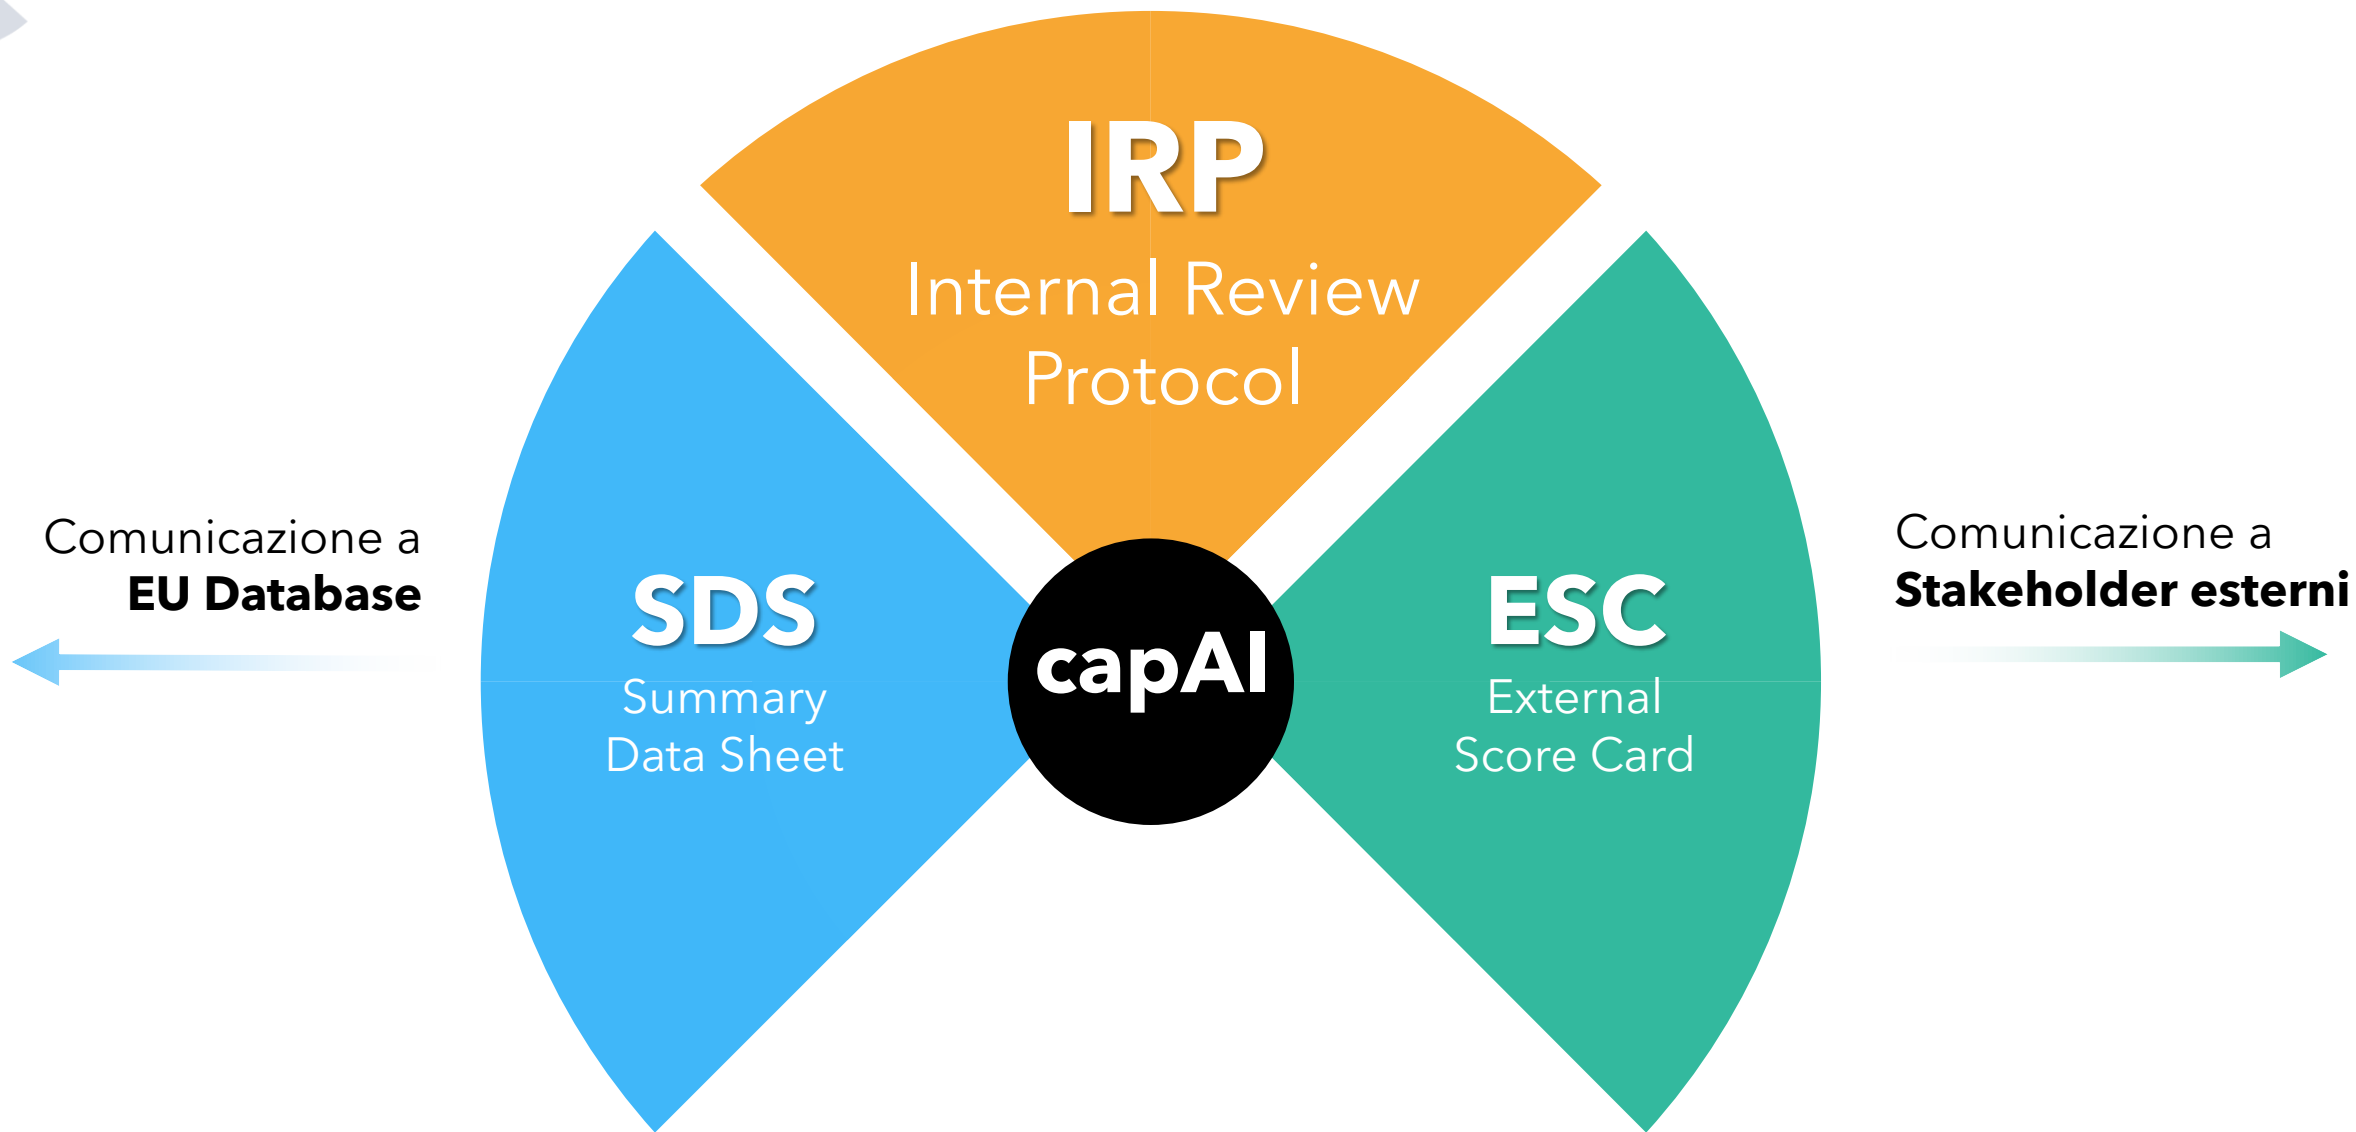 IRP
Internal Review
Protocol
Comunicazione a
EU Database
SDS
Summary
Data Sheet
capAI
ESC
External
Score Card
Comunicazione a
Stakeholder esterni